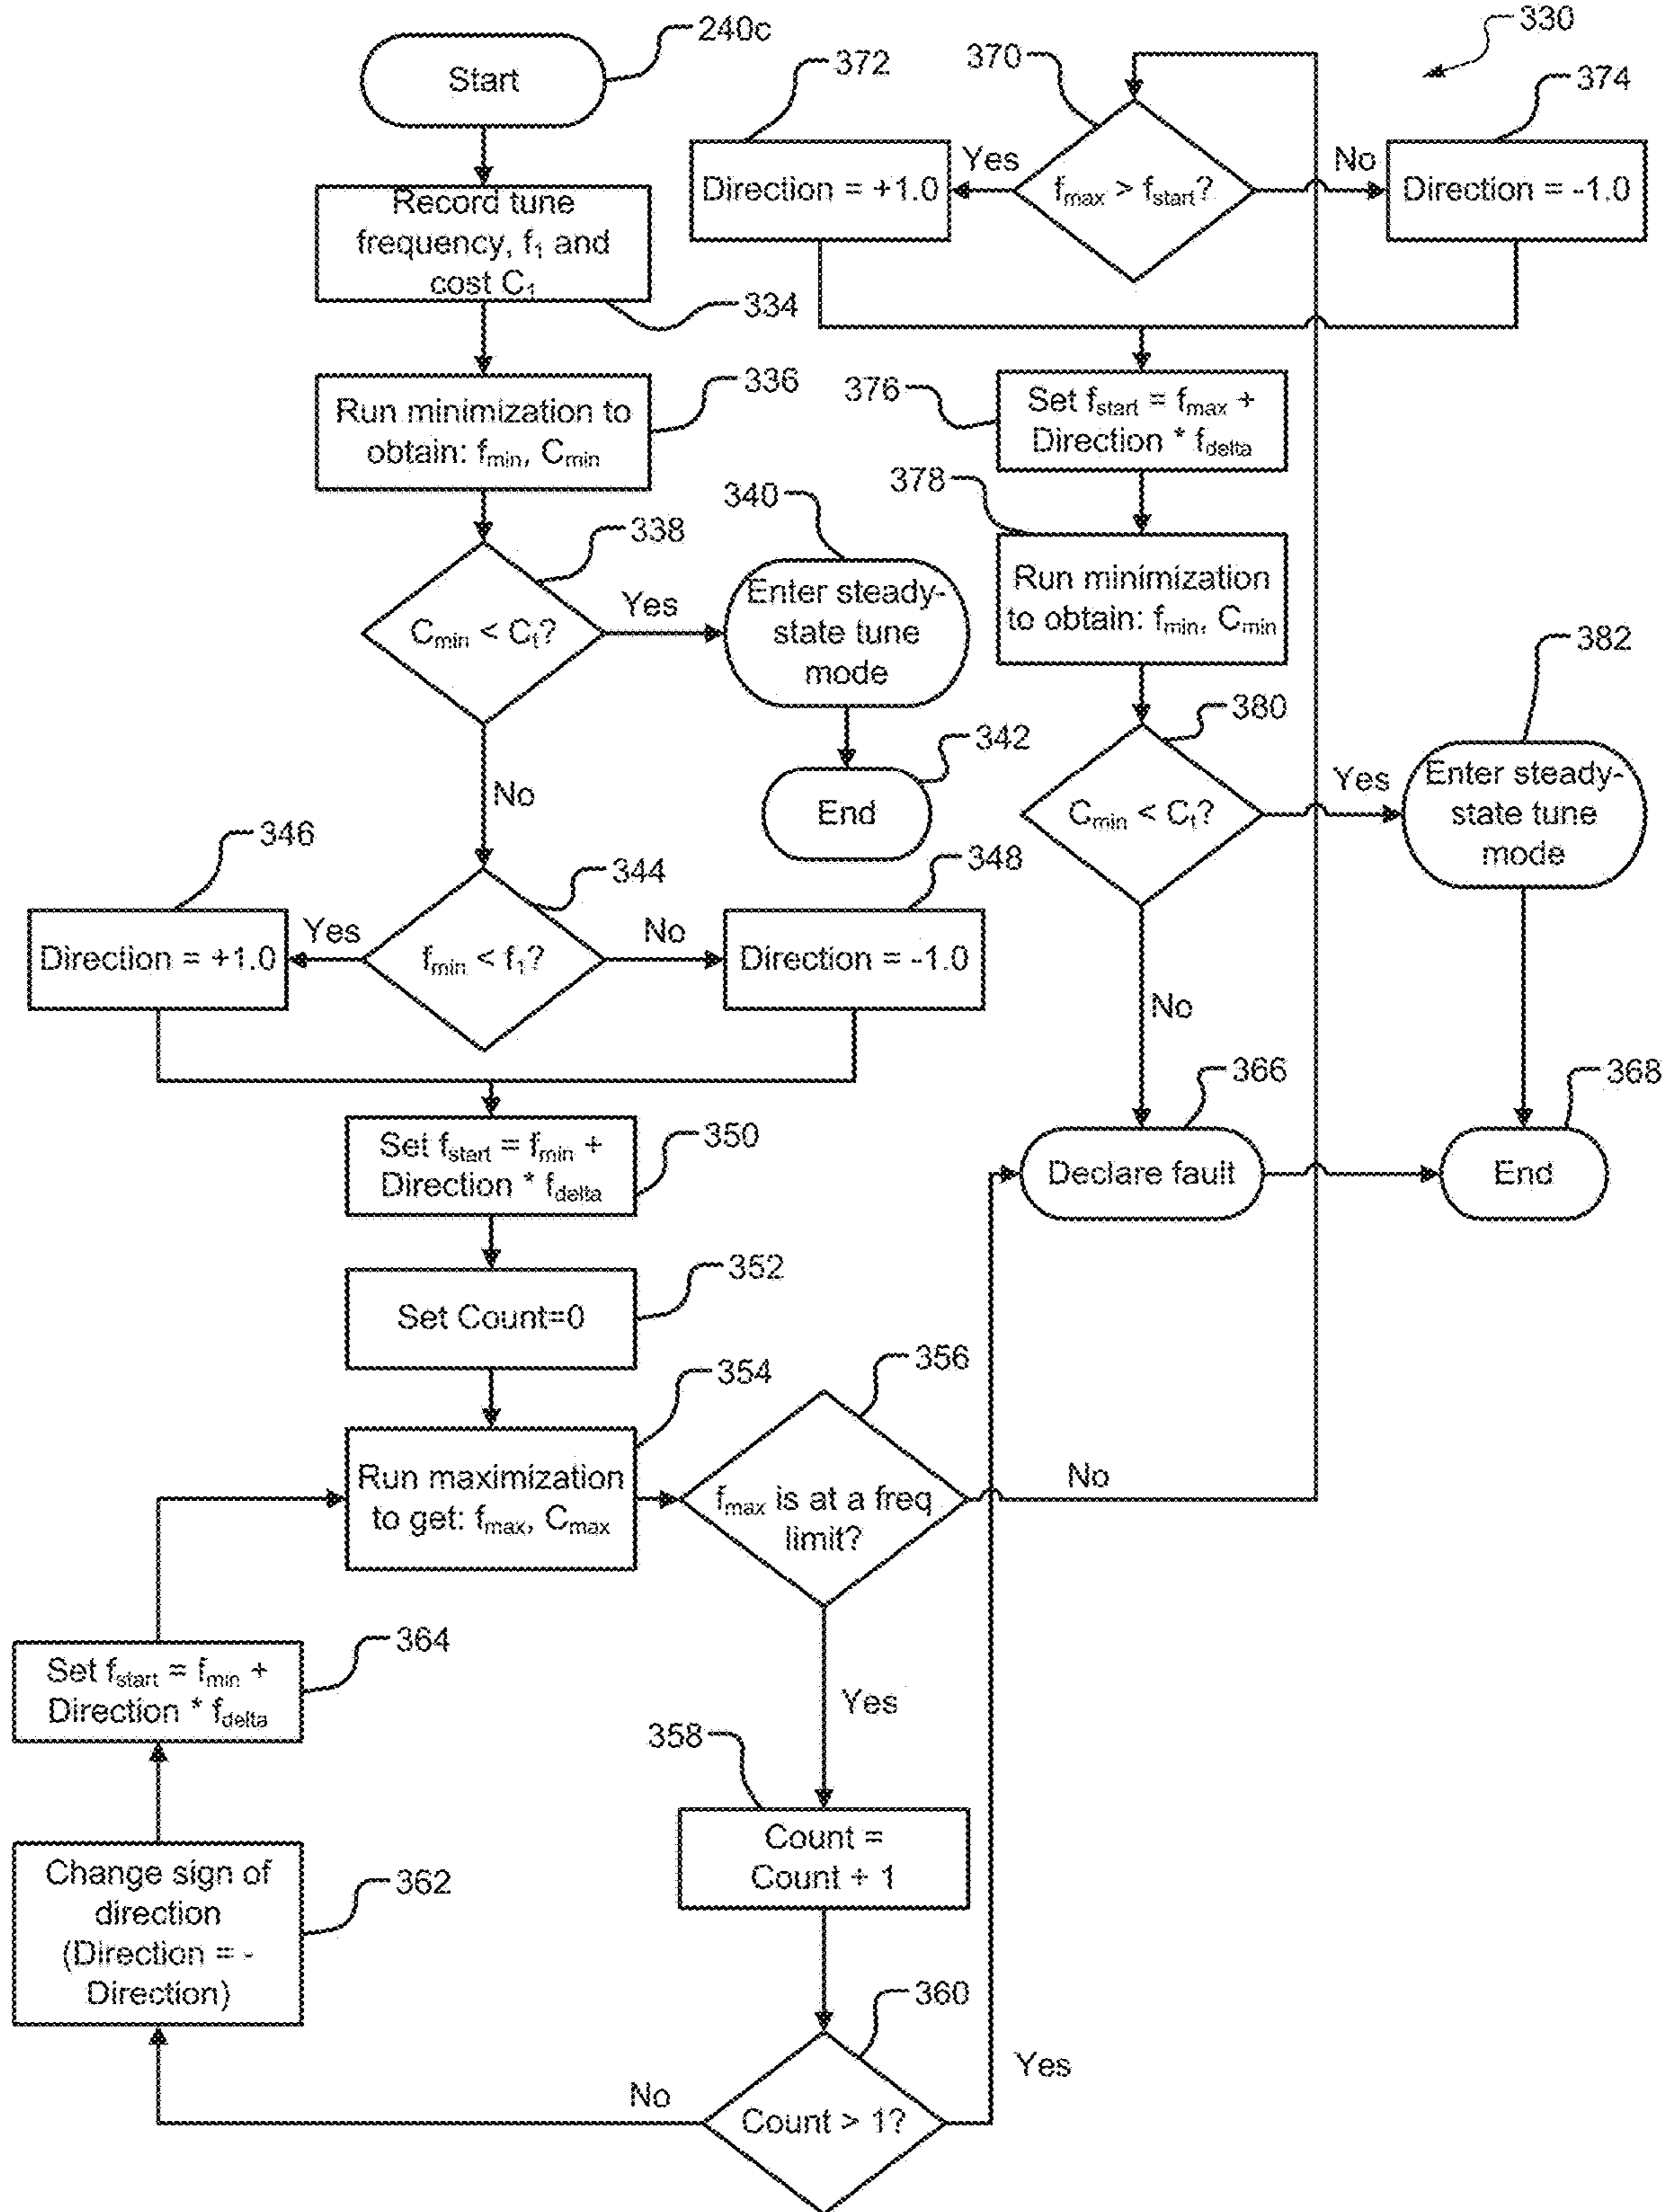 240c
Start
Record tune
frequency, f₁ and
cost C₁
334
Run minimization to
obtain: fmin, Cmin
336
338
Cmin < Ct?
Yes
No
340
Enter steady-
state tune
mode
342
End
344
fmin < f₁?
Yes
No
346
Direction = +1.0
348
Direction = -1.0
Set fstart = fmin +
Direction * fdelta
350
Set Count=0
352
354
Run maximization
to get: fmax, Cmax
356
fmax is at a freq
limit?
No
Yes
358
Count =
Count + 1
360
Count > 1?
No
Yes
362
Change sign of
direction
(Direction = -
Direction)
364
Set fstart = fmin +
Direction * fdelta
330
370
fmax > fstart?
Yes
No
372
Direction = +1.0
374
Direction = -1.0
376
Set fstart = fmax +
Direction * fdelta
378
Run minimization
to obtain: fmin, Cmin
380
Cmin < Ct?
Yes
No
382
Enter steady-
state tune
mode
366
Declare fault
368
End